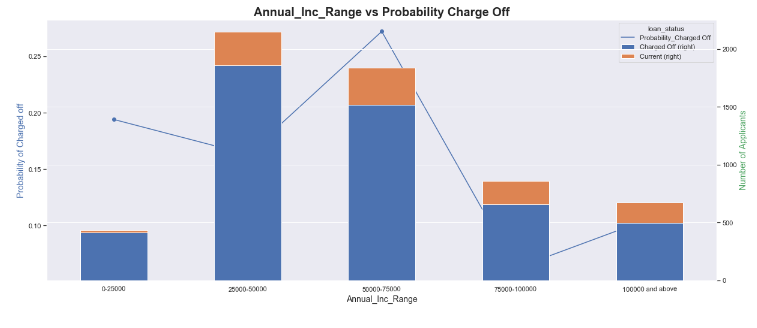 Annual_Inc_Range vs Probability Charge Off
loan_status
Probability_Charged Off
Charged Off (right)
Current (right)
0.25
0.20
0.15
0.10
Probability of Charged off
2000
1500
1000
500
0
Number of Applicants
0-25000
25000-50000
50000-75000
75000-100000
100000 and above
Annual_Inc_Range